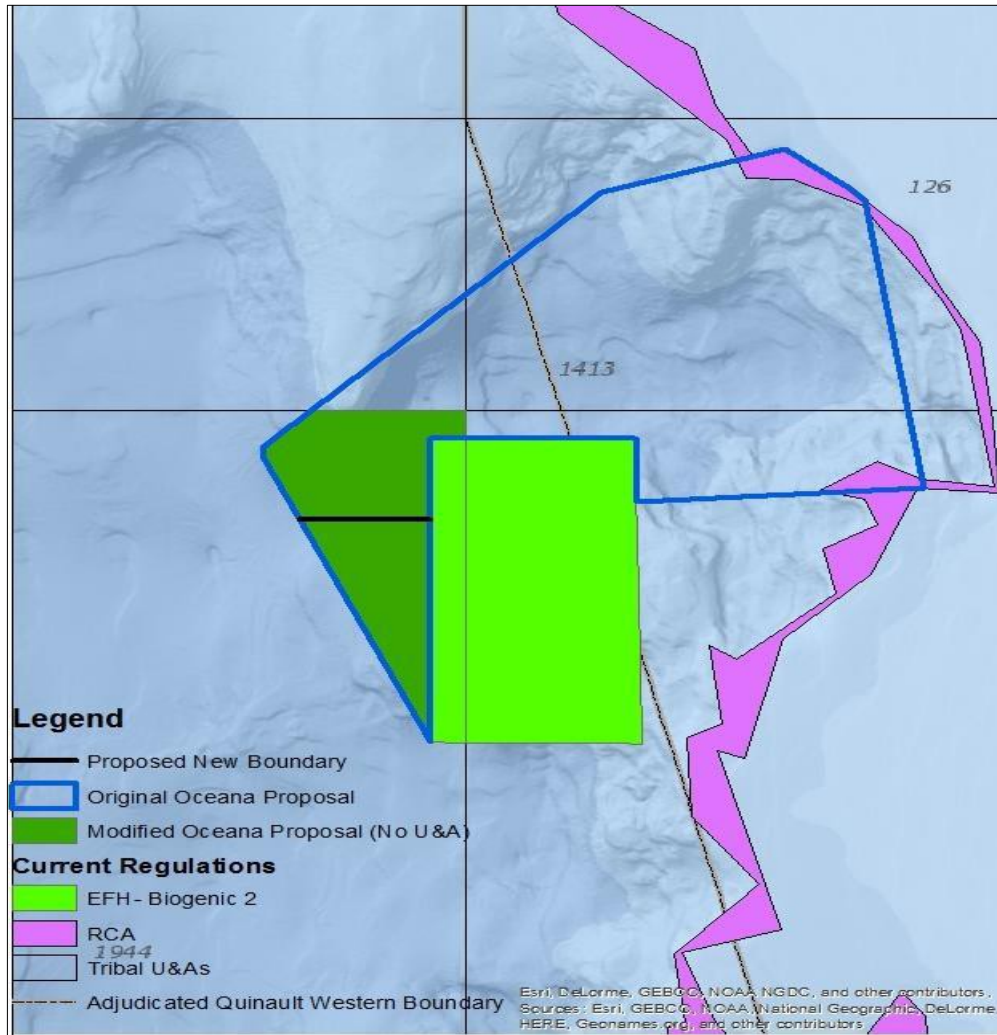 126
1413
Legend
Proposed New Boundary
Original Oceana Proposal
Modified Oceana Proposal (No U&A)
Current Regulations
EFH - Biogenic 2
RCA
1944
Tribal U&As
Adjudicated Quinault Western Boundary
Esri, DeLorme, GEBCO, NOAA NGDC, and other contributors,
Sources: Esri, GEBCO, NOAA, National Geographic, DeLorme,
HERE, Geonames.org, and other contributors